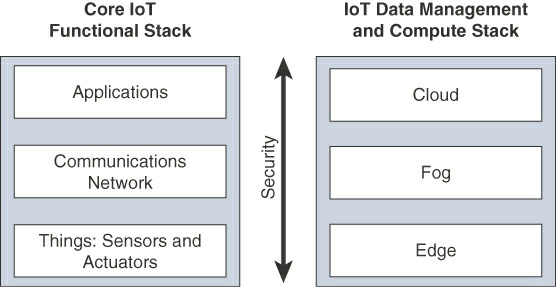 Core IoT
Functional Stack
Applications
Communications
Network
Things: Sensors and
Actuators
Security
IoT Data Management
and Compute Stack
Cloud
Fog
Edge